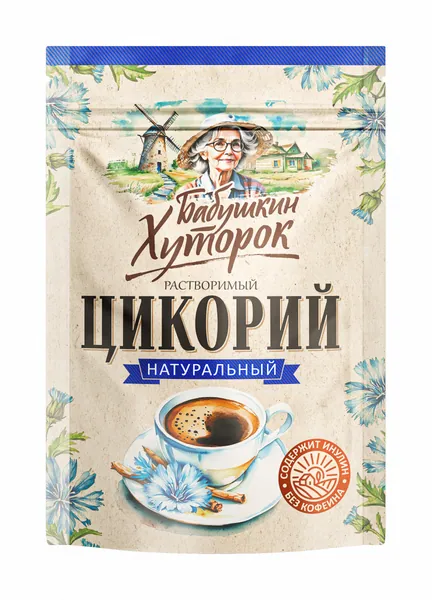 Бабушкин
Хуторок
РАСТВОРИМЫЙ
ЦИКОРИЙ
НАТУРАЛЬНЫЙ
СОДЕРЖИТ ИНУЛИН
БЕЗ КОФЕИНА